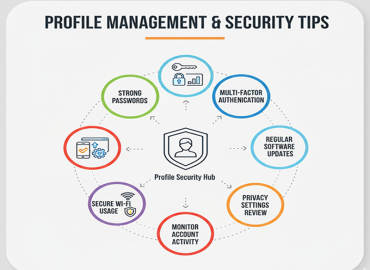 PROFILE MANAGEMENT & SECURITY TIPS
STRONG
PASSWORDS
MULTI-FACTOR
AUTHENICATION
REGULAR
SOFTWARE
UPDATES
Profile Security Hub
SECURE WI-FI
USAGE
PRIVACY
SETTINGS
REVIEW
MONITOR
ACCOUNT
ACTIVITY